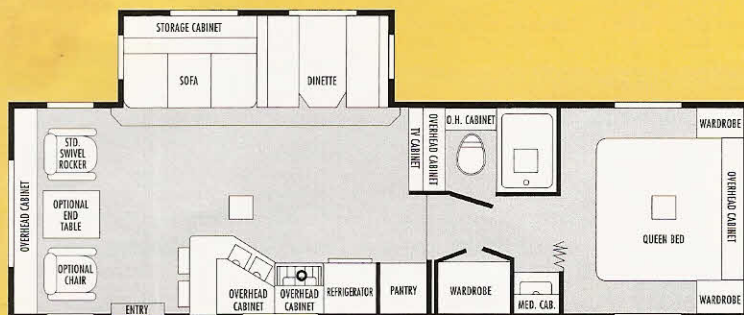 STORAGE CABINET
SOFA
DINETTE
OVERHEAD CABINET
STD.
SWIVEL
ROCKER
OPTIONAL
END
TABLE
OPTIONAL
CHAIR
ENTRY
OVERHEAD
CABINET
OVERHEAD
CABINET
REFRIGERATOR
PANTRY
TV CABINET
OVERHEAD CABINET
O.H. CABINET
WARDROBE
MED. CAB.
WARDROBE
QUEEN BED
OVERHEAD CABINET
WARDROBE